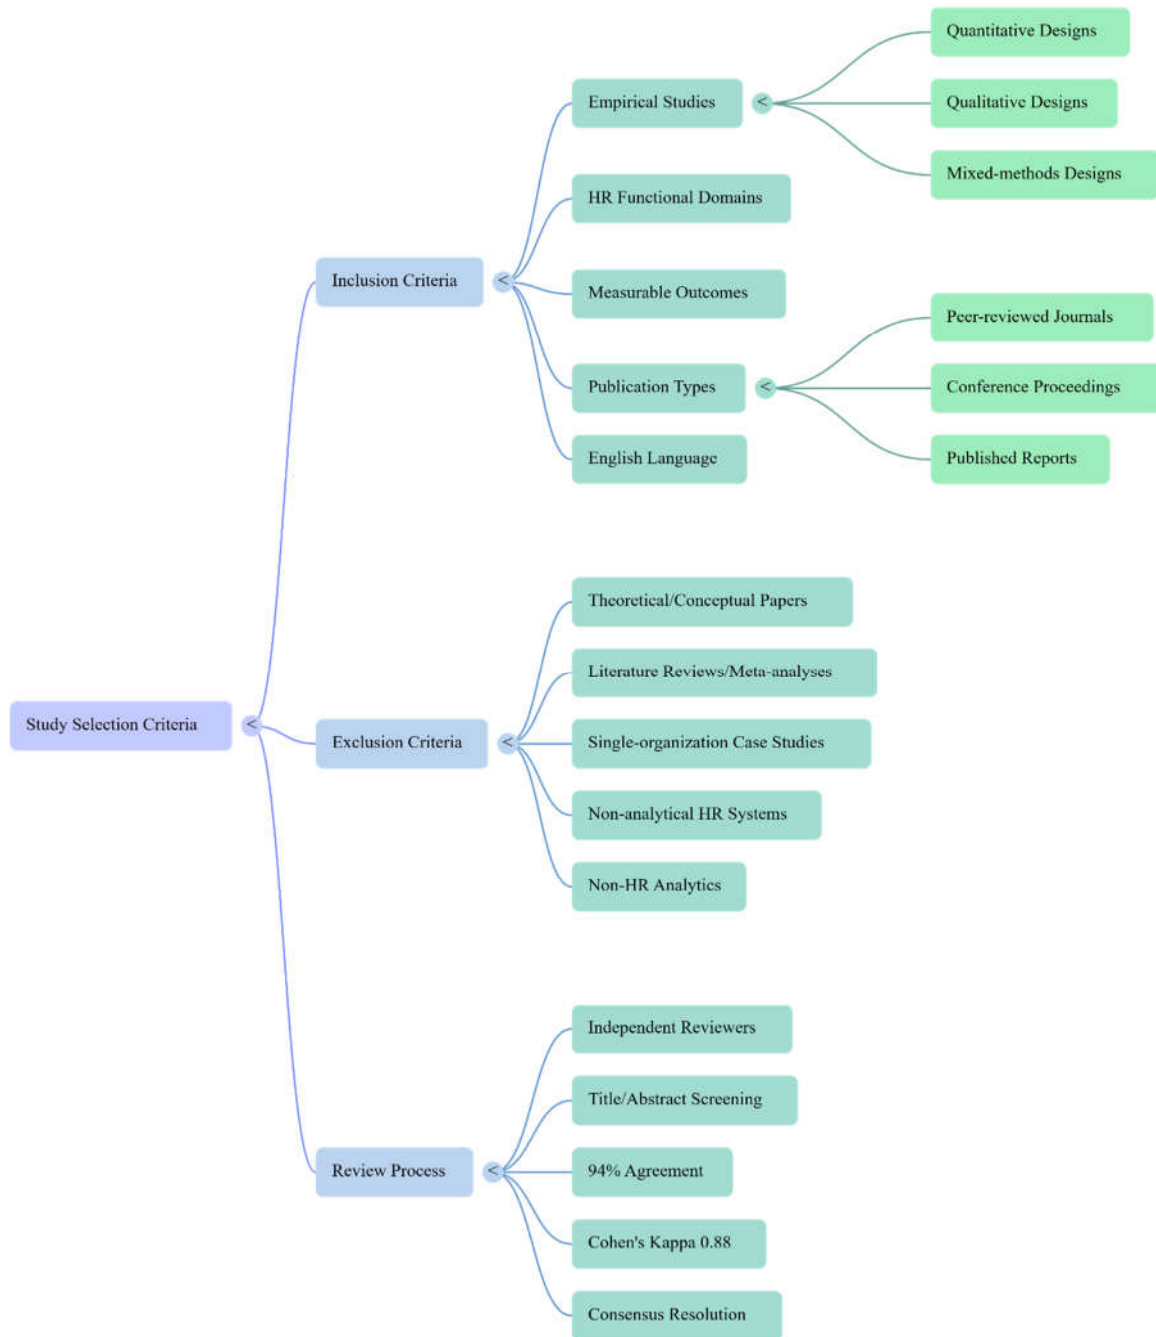 Study Selection Criteria
Inclusion Criteria
Empirical Studies
Quantitative Designs
Qualitative Designs
Mixed-methods Designs
HR Functional Domains
Measurable Outcomes
Publication Types
Peer-reviewed Journals
Conference Proceedings
Published Reports
English Language
Exclusion Criteria
Theoretical/Conceptual Papers
Literature Reviews/Meta-analyses
Single-organization Case Studies
Non-analytical HR Systems
Non-HR Analytics
Review Process
Independent Reviewers
Title/Abstract Screening
94% Agreement
Cohen's Kappa 0.88
Consensus Resolution